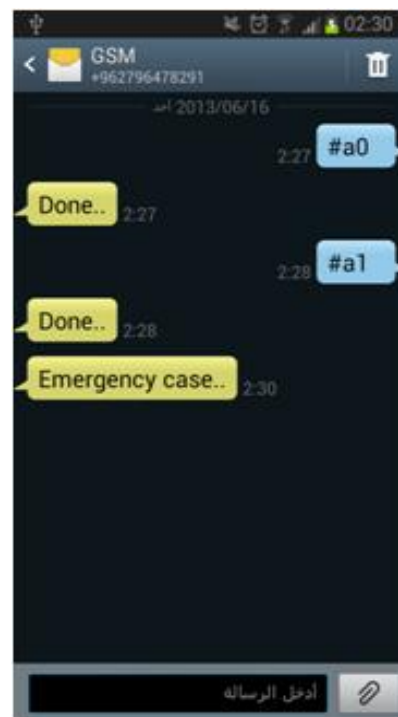 02:30
GSM
+962796478291
2013/06/16 احد
#a0
2:27
Done..
2:27
#a1
2:28
Done..
2:28
Emergency case..
2:30
أدخل الرسالة